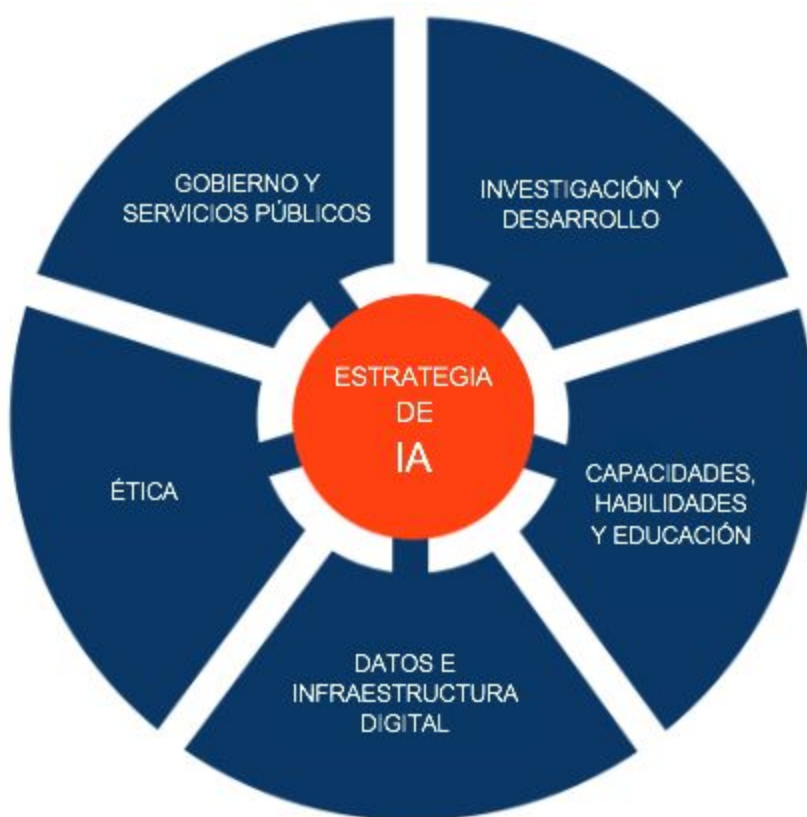 GOBIERNO Y
SERVICIOS PÚBLICOS
INVESTIGACIÓN Y
DESARROLLO
ESTRATEGIA
DE
IA
ÉTICA
CAPACIDADES,
HABILIDADES
Y EDUCACIÓN
DATOS E
INFRAESTRUCTURA
DIGITAL